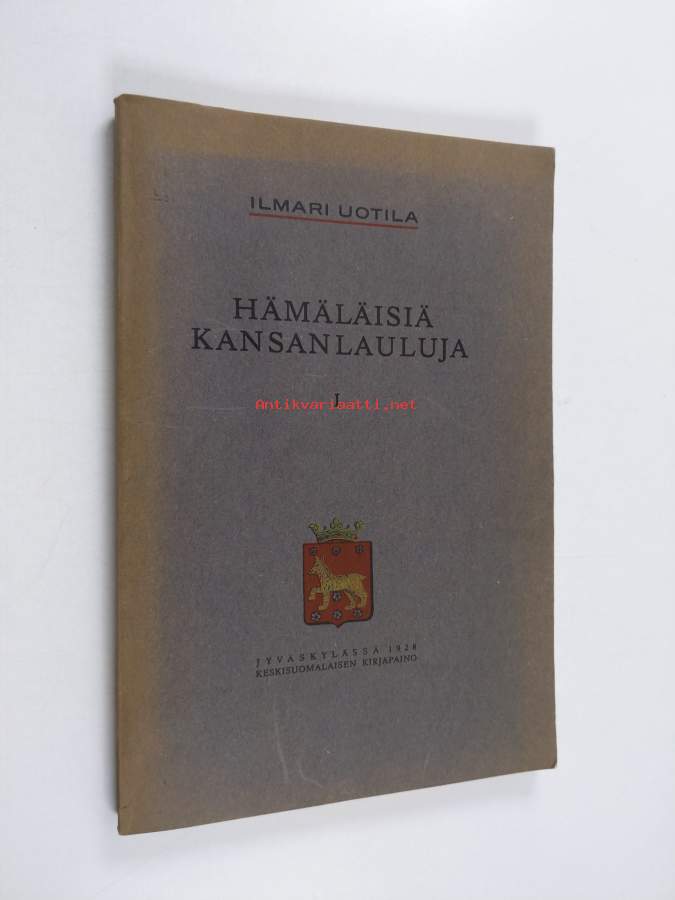 ILMARI UOTILA
HÄMÄLÄISIÄ
KANSANLAULUJA
I
Antikvariaatti.net
JYVÄSKYLÄSSÄ 1928
KESKISUOMALAISEN KIRJAPAINO